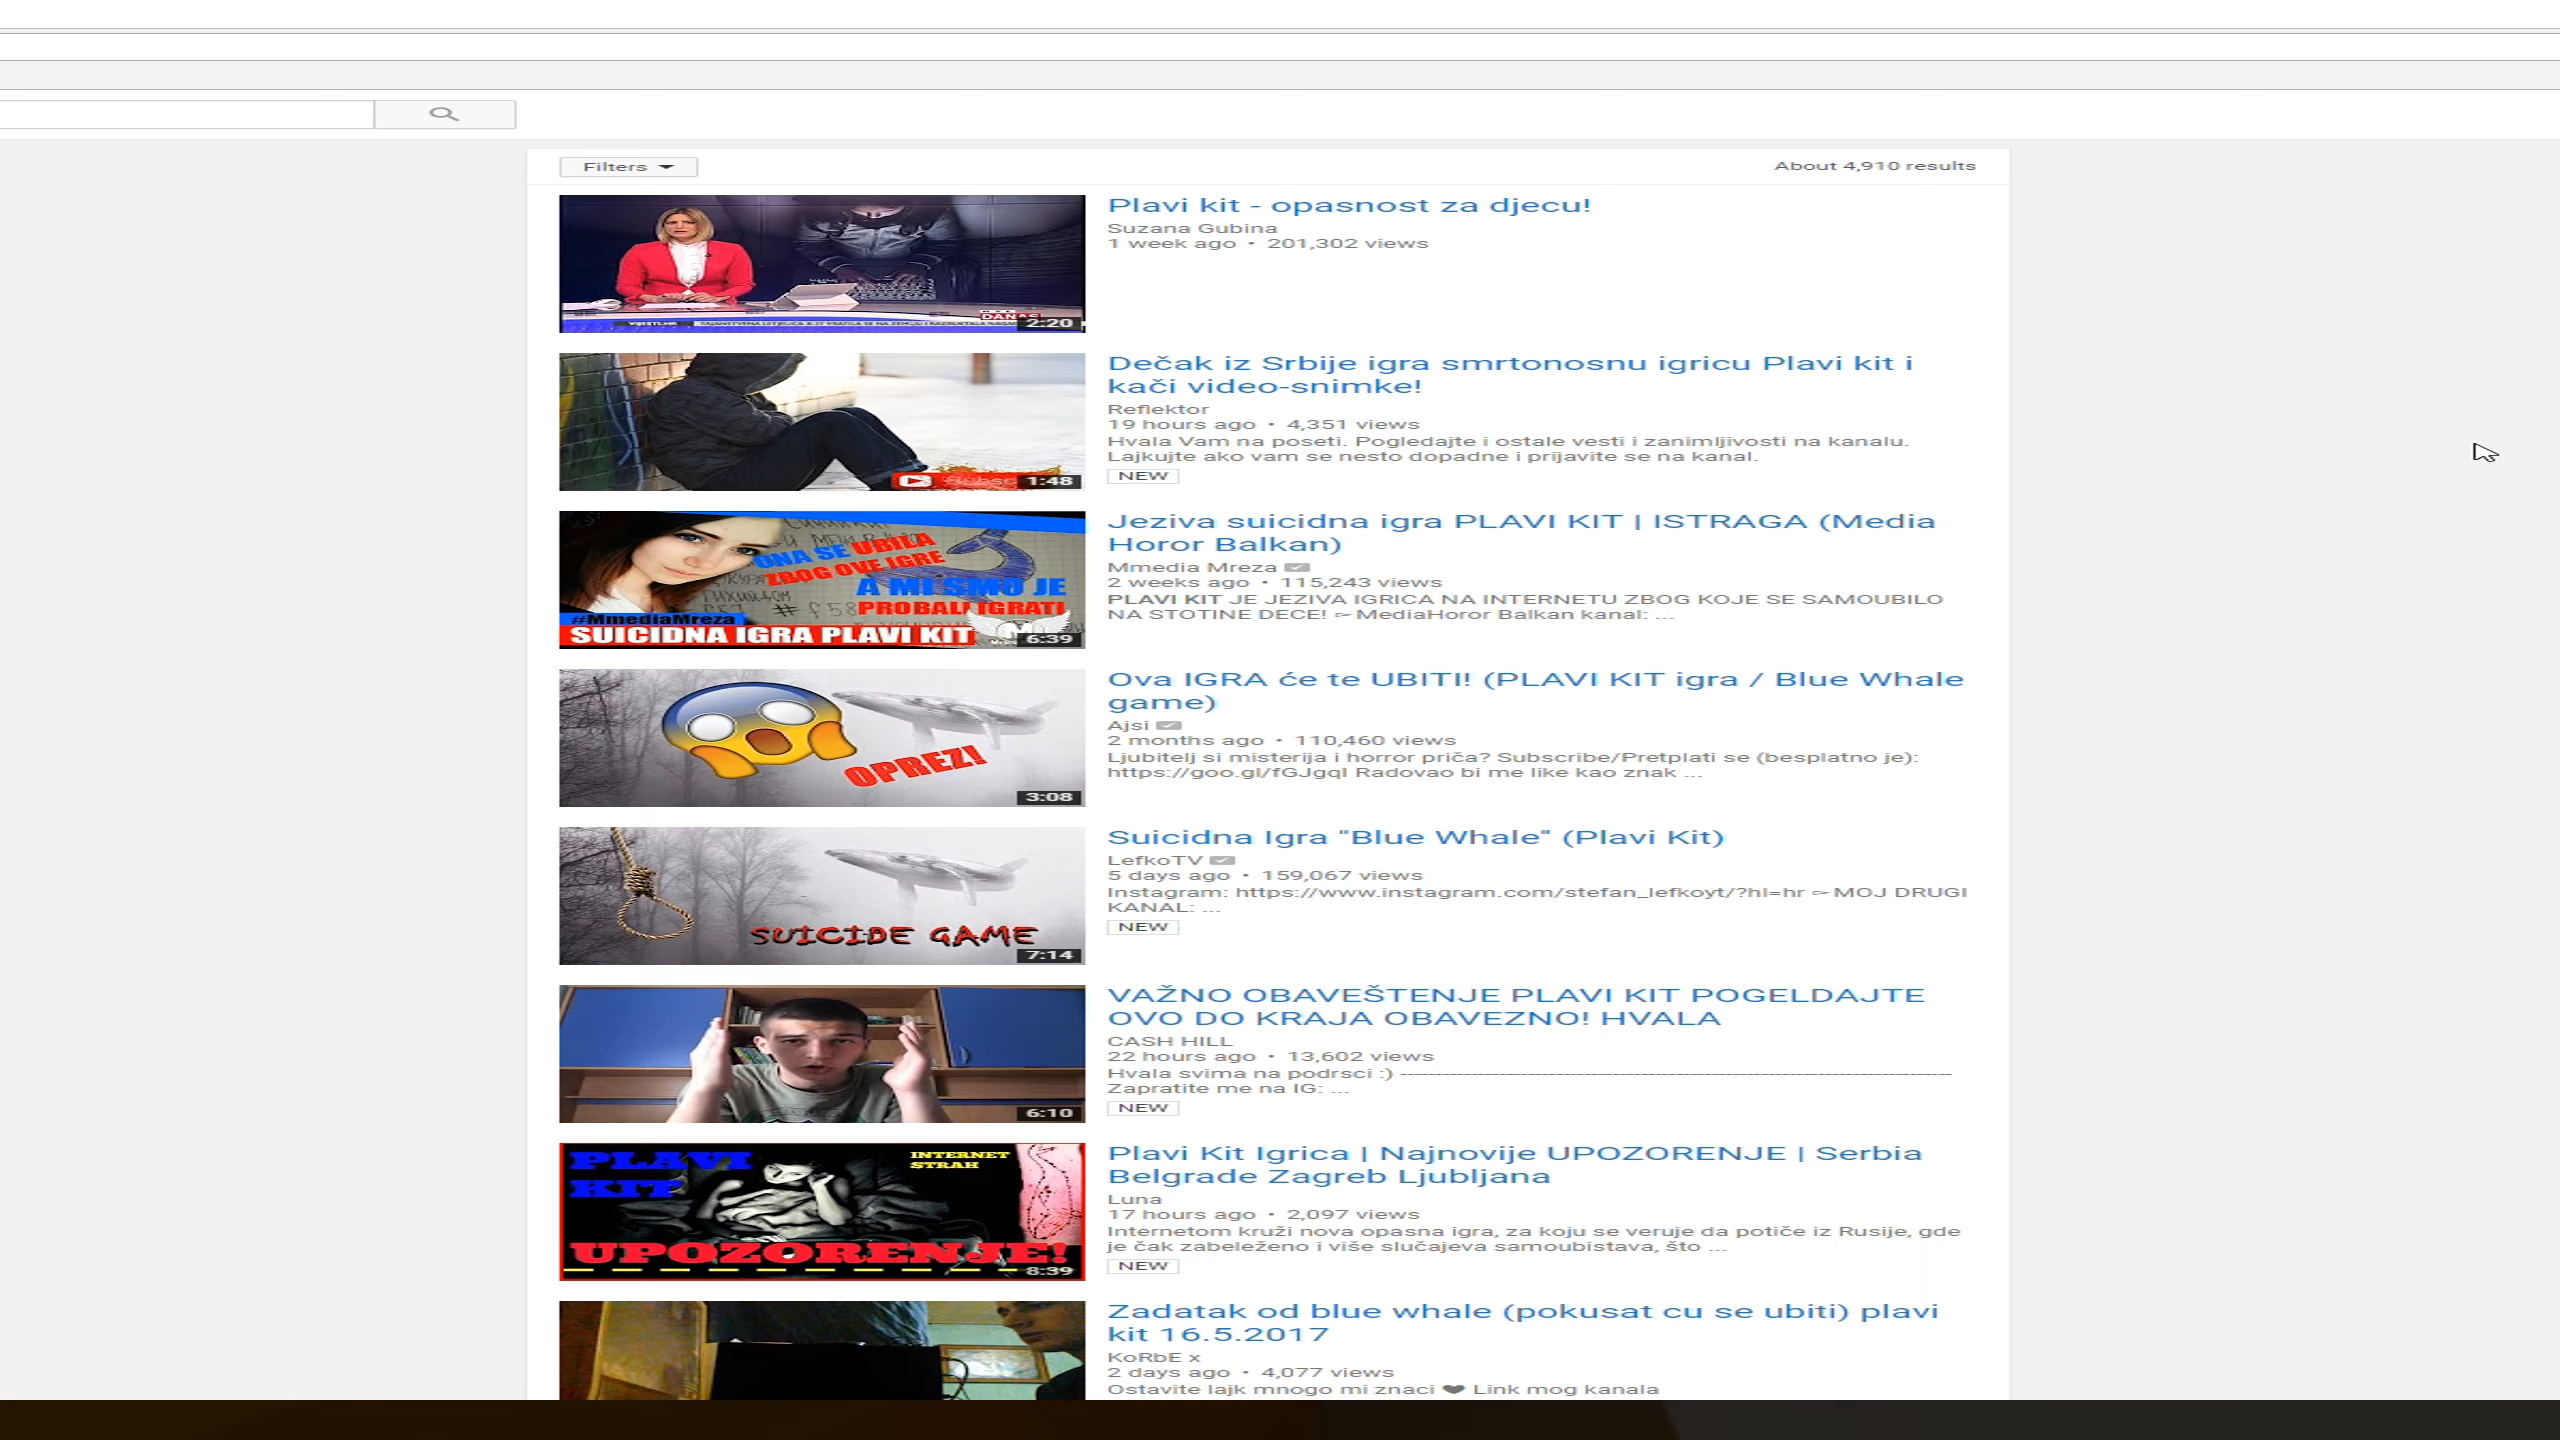 Filters
About 4,910 results
Plavi kit - opasnost za djecu!
Suzana Gubina
1 week ago • 201,302 views
DANAS
2:20
Dečak iz Srbije igra smrtonosnu igricu Plavi kit i
kači video-snimke!
Reflektor
19 hours ago • 4,351 views
Hvala Vam na poseti. Pogledajte i ostale vesti i zanimljivosti na kanalu.
Lajkujte ako vam se nesto dopadne i prijavite se na kanal.
NEW
1:48
Jeziva suicidna igra PLAVI KIT | ISTRAGA (Media
Horor Balkan)
Mmedia Mreza
2 weeks ago • 115,243 views
PLAVI KIT JE JEZIVA IGRICA NA INTERNETU ZBOG KOJE SE SAMOUBILO
NA STOTINE DECE! ► MediaHoror Balkan kanal: ...
ONA SE UBILA
ZBOG OVE IGRE
A MI SMO JE
PROBALI IGRATI
#MmediaMreza
SUICIDNA IGRA PLAVI KIT
6:39
Ova IGRA će te UBITI! (PLAVI KIT igra / Blue Whale
game)
Ajsi
2 months ago • 110,460 views
Ljubitelj si misterija i horror priča? Subscribe/Pretplati se (besplatno je):
https://goo.gl/fGJgql Radovao bi me like kao znak ...
OPREZ!
3:08
Suicidna Igra "Blue Whale" (Plavi Kit)
LefkoTV
5 days ago • 159,067 views
Instagram: https://www.instagram.com/stefan_lefkoyt/?hl=hr ► MOJ DRUGI
KANAL: ...
NEW
SUICIDE GAME
7:14
VAŽNO OBAVEŠTENJE PLAVI KIT POGELDAJTE
OVO DO KRAJA OBAVEZNO! HVALA
CASH HILL
22 hours ago • 13,602 views
Hvala svima na podrsci :) ----------------------------------------
Zapratite me na IG: ...
NEW
6:10
Plavi Kit Igrica | Najnovije UPOZORENJE | Serbia
Belgrade Zagreb Ljubljana
Luna
17 hours ago • 2,097 views
Internetom kruži nova opasna igra, za koju se veruje da potiče iz Rusije, gde
je čak zabeleženo i više slučajeva samoubistava, što ...
NEW
PLAVI
KIT
INTERNET
STRAH
UPOZORENJE!
8:39
Zadatak od blue whale (pokusat cu se ubiti) plavi
kit 16.5.2017
KoRbE x
2 days ago • 4,077 views
Ostavite lajk mnogo mi znaci ❤ Link mog kanala